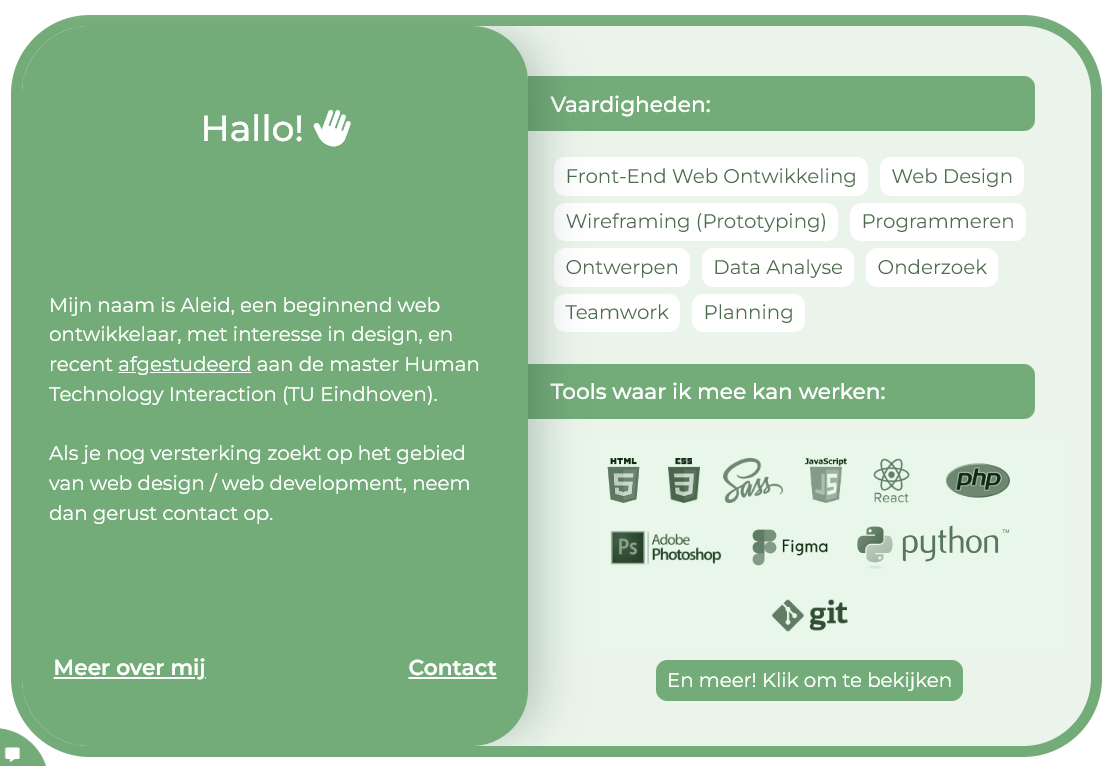 Hallo!
Mijn naam is Aleid, een beginnend web
ontwikkelaar, met interesse in design, en
recent afgestudeerd aan de master Human
Technology Interaction (TU Eindhoven).
Als je nog versterking zoekt op het gebied
van web design / web development, neem
dan gerust contact op.
Meer over mij
Contact
Vaardigheden:
Front-End Web Ontwikkeling
Web Design
Wireframing (Prototyping)
Programmeren
Ontwerpen
Data Analyse
Onderzoek
Teamwork
Planning
Tools waar ik mee kan werken:
HTML
5
CSS
3
Sass
JavaScript
JS
React
php
Ps
Adobe
Photoshop
Figma
python™
git
En meer! Klik om te bekijken